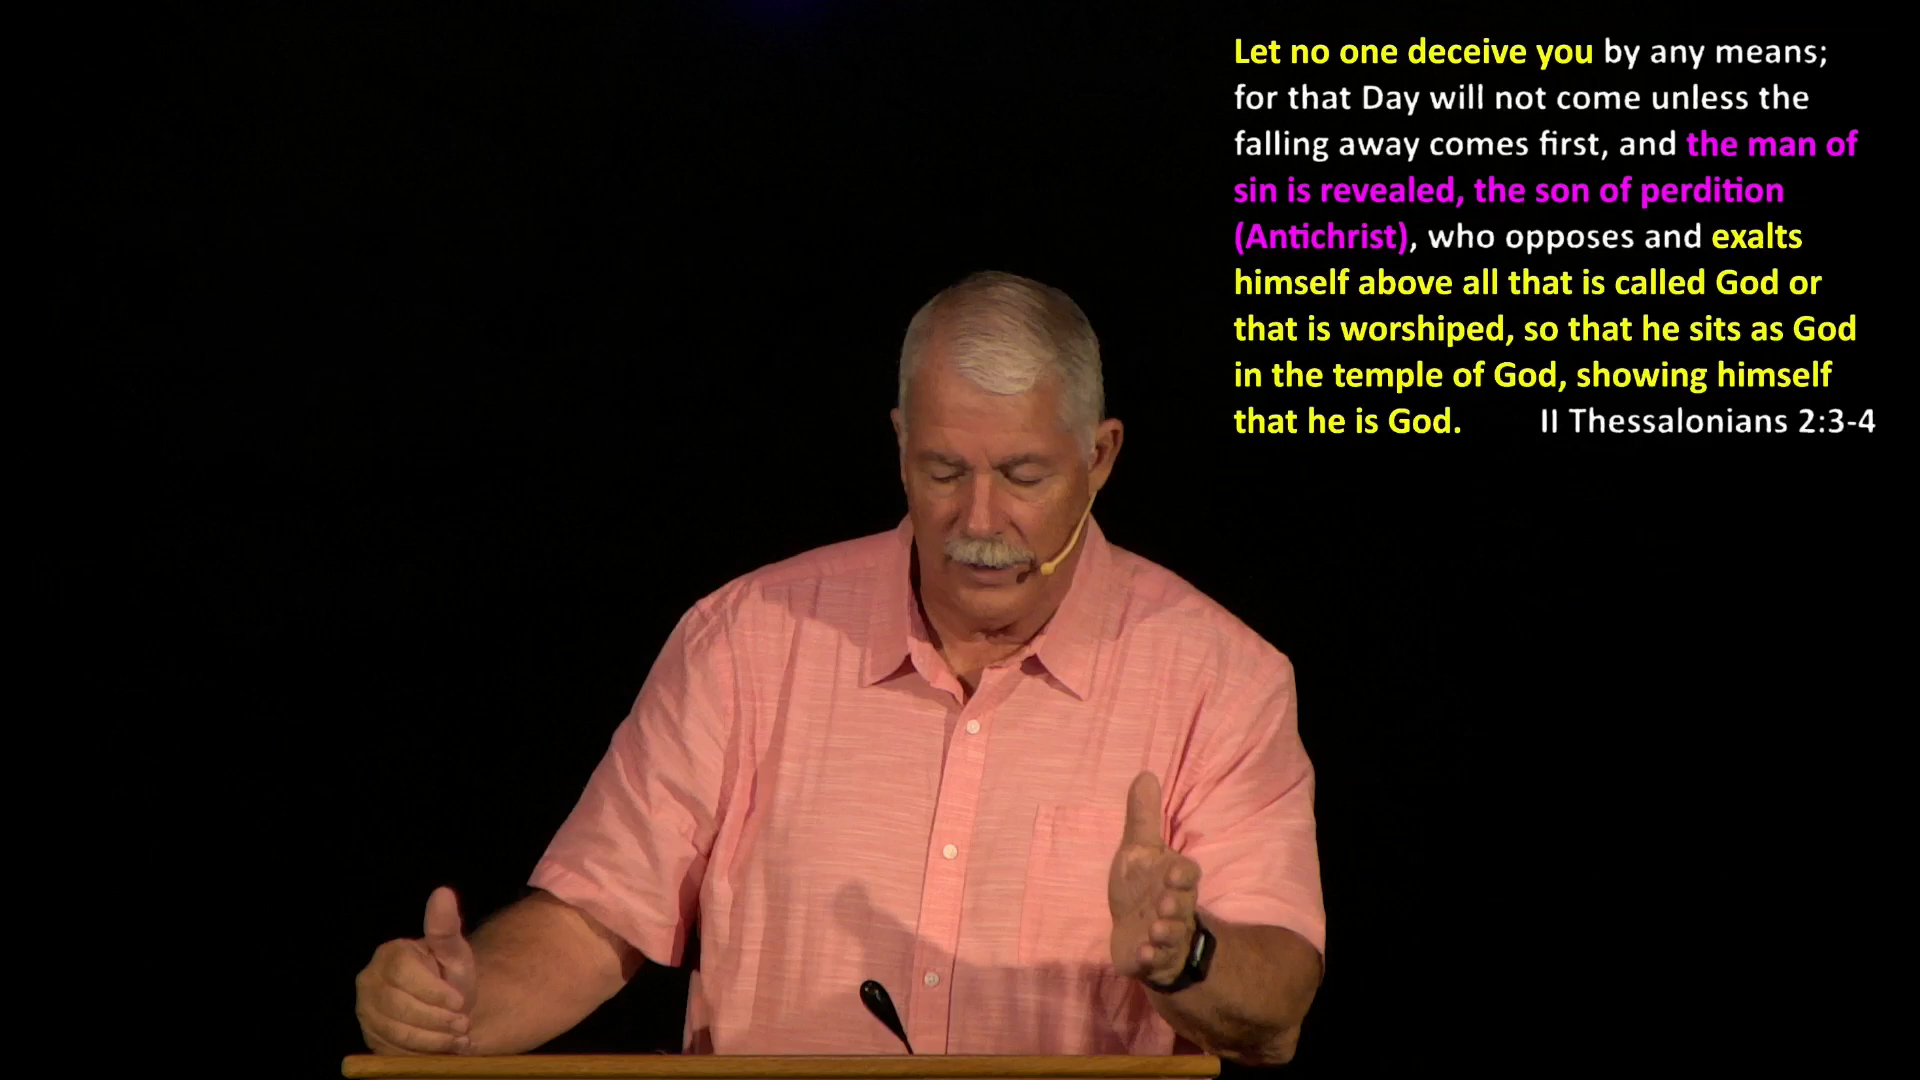 Let no one deceive you by any means;
for that Day will not come unless the
falling away comes first, and the man of
sin is revealed, the son of perdition
(Antichrist), who opposes and exalts
himself above all that is called God or
that is worshiped, so that he sits as God
in the temple of God, showing himself
that he is God. II Thessalonians 2:3-4